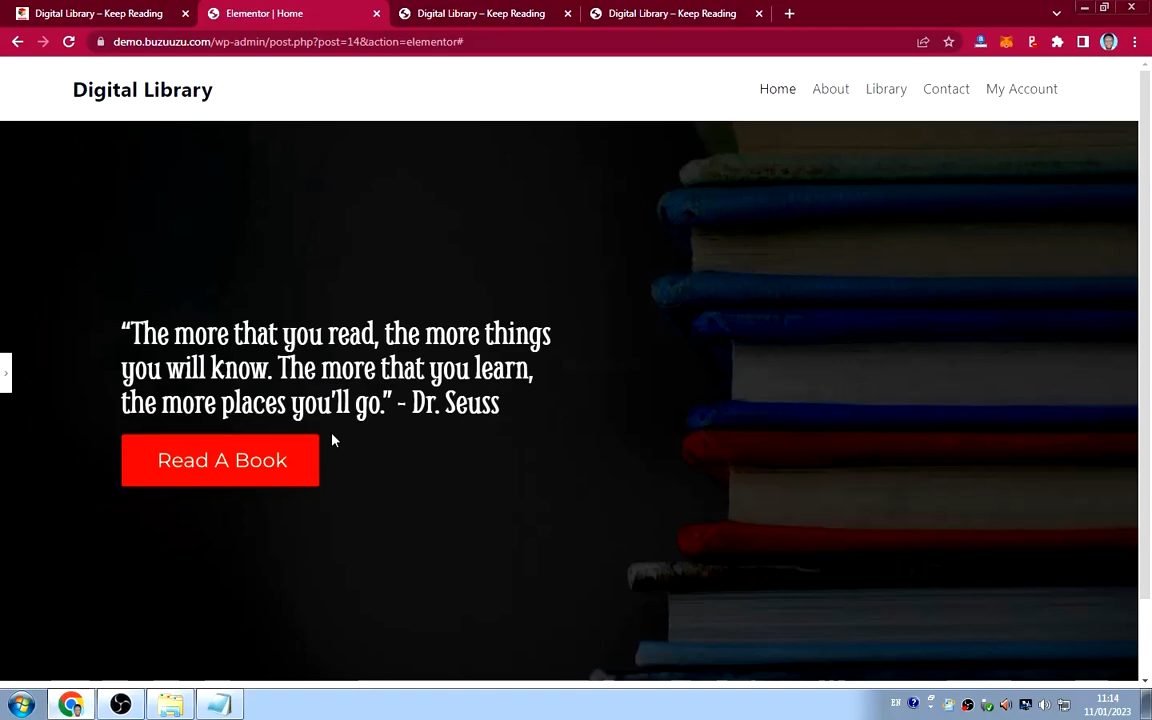 Digital Library – Keep Reading
Elementor | Home
Digital Library – Keep Reading
Digital Library – Keep Reading
demo.buzuuzu.com/wp-admin/post.php?post=14&action=elementor#
Digital Library
Home About Library Contact My Account
“The more that you read, the more things
you will know. The more that you learn,
the more places you’ll go.” - Dr. Seuss
Read A Book
EN
11:14
11/01/2023